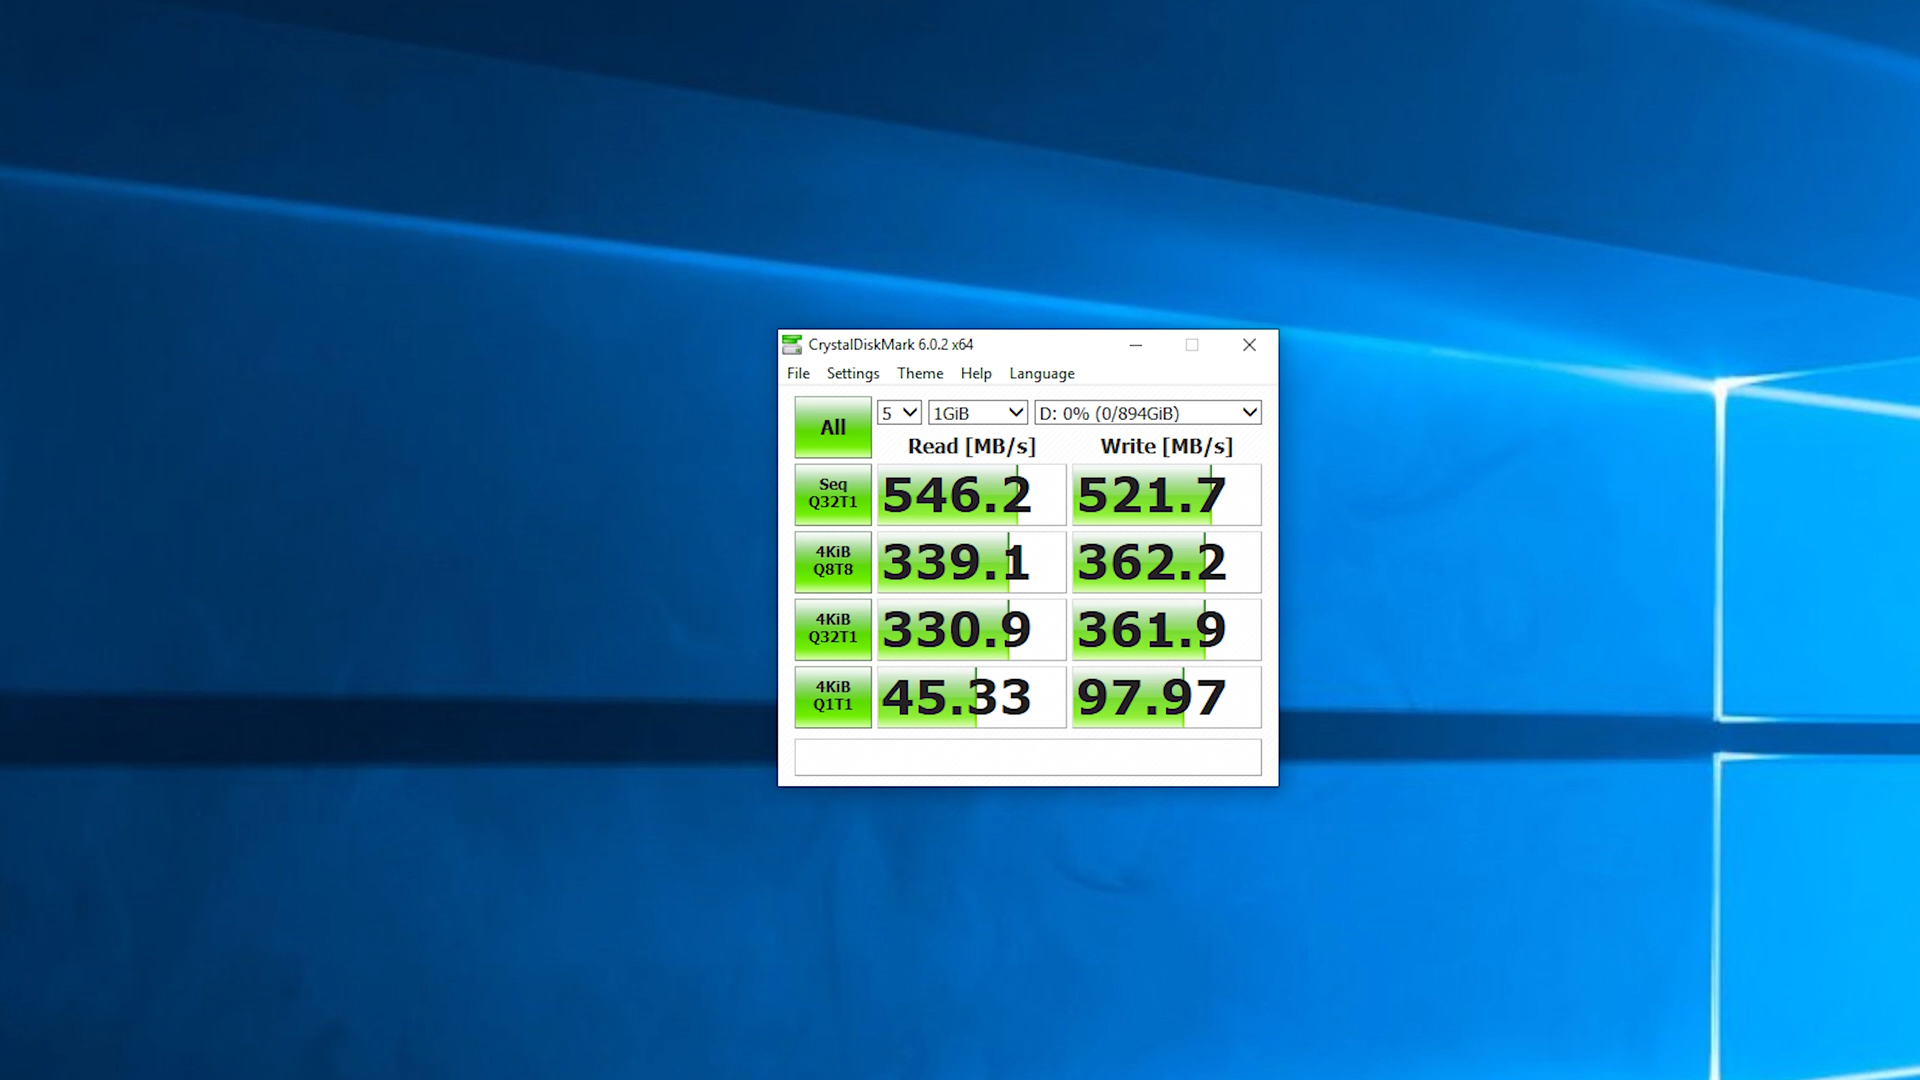 CrystalDiskMark 6.0.2 x64
File Settings Theme Help Language
All 5 1GiB D: 0% (0/894GiB)
Read [MB/s] Write [MB/s]
Seq
Q32T1 546.2 521.7
4KiB
Q8T8 339.1 362.2
4KiB
Q32T1 330.9 361.9
4KiB
Q1T1 45.33 97.97